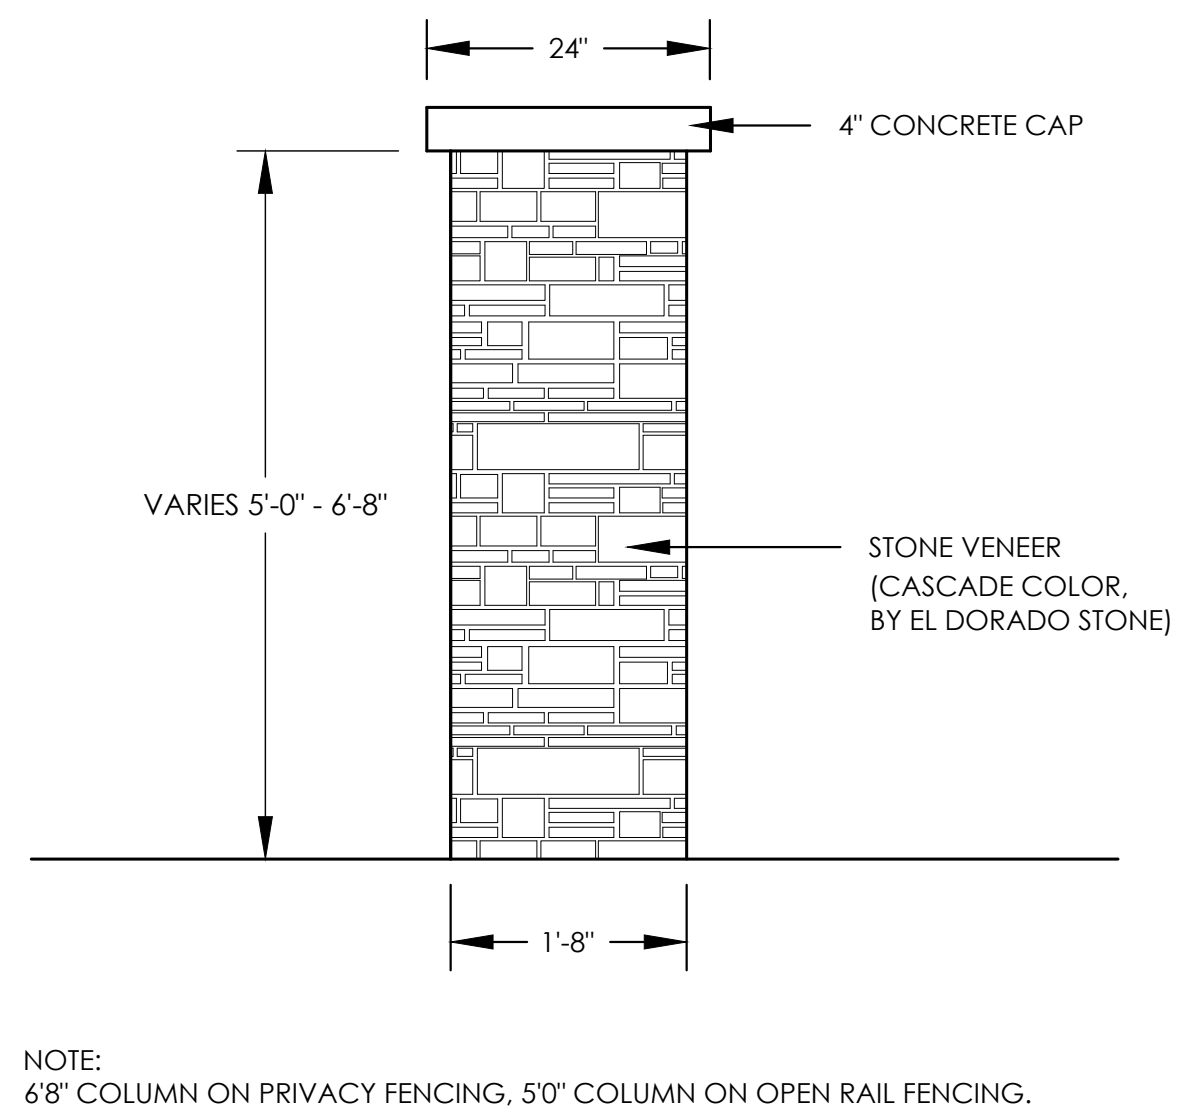 24"
4" CONCRETE CAP
VARIES 5'-0" - 6'-8"
STONE VENEER
(CASCADE COLOR,
BY EL DORADO STONE)
1'-8"
NOTE:
6'8" COLUMN ON PRIVACY FENCING, 5'0" COLUMN ON OPEN RAIL FENCING.